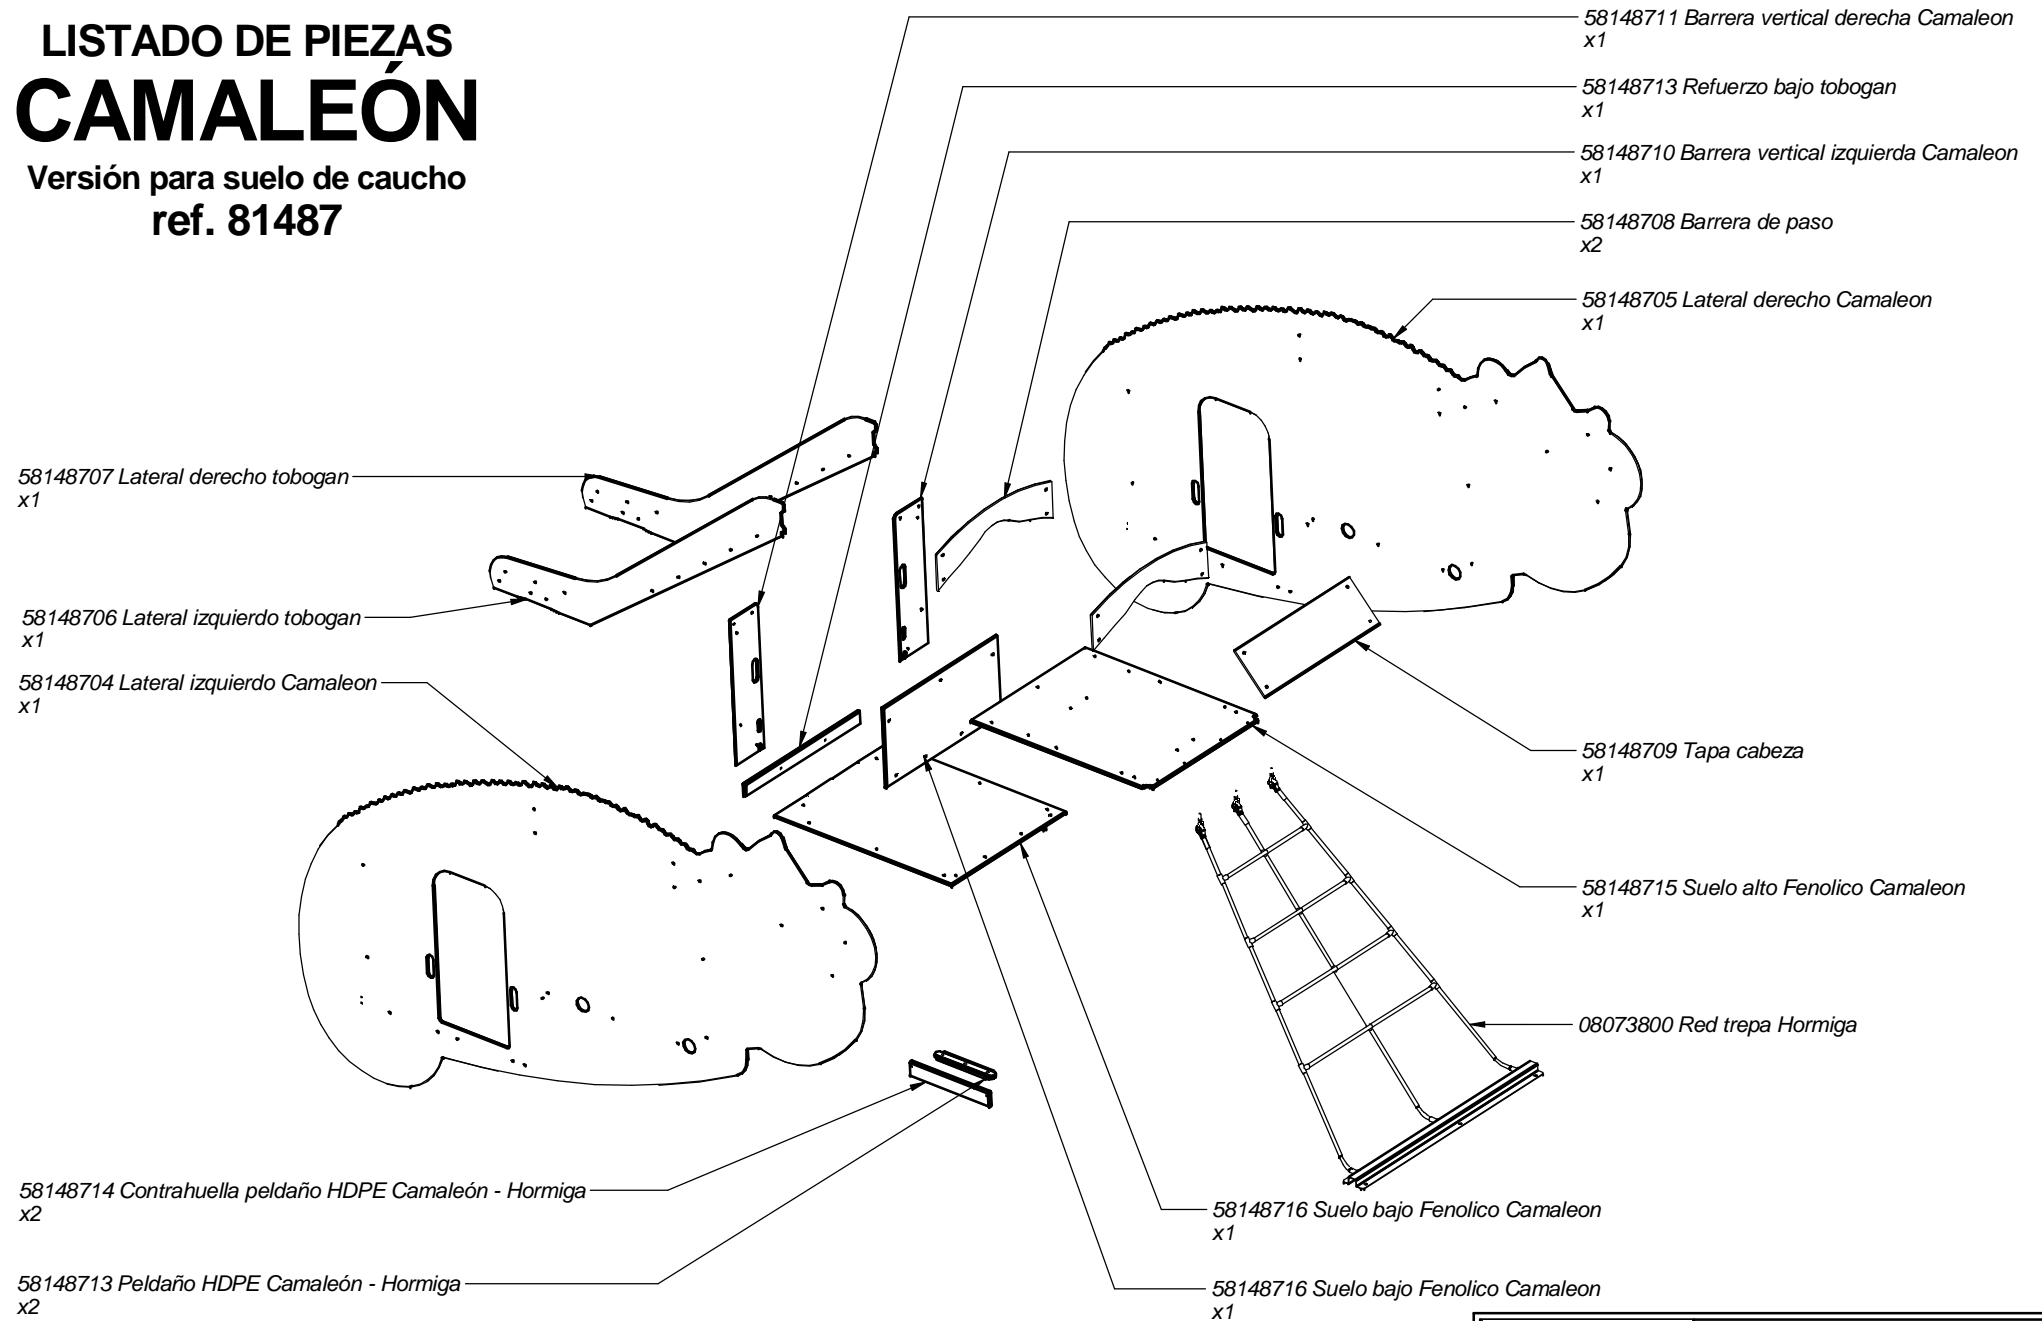 LISTADO DE PIEZAS
CAMALEÓN
Versión para suelo de caucho
ref. 81487
58148711 Barrera vertical derecha Camaleon
x1
58148713 Refuerzo bajo tobogan
x1
58148710 Barrera vertical izquierda Camaleon
x1
58148708 Barrera de paso
x2
58148705 Lateral derecho Camaleon
x1
58148707 Lateral derecho tobogan
x1
58148706 Lateral izquierdo tobogan
x1
58148704 Lateral izquierdo Camaleon
x1
58148709 Tapa cabeza
x1
58148715 Suelo alto Fenolico Camaleon
x1
08073800 Red trepa Hormiga
58148714 Contrahuella peldaño HDPE Camaleón - Hormiga
x2
58148713 Peldaño HDPE Camaleón - Hormiga
x2
58148716 Suelo bajo Fenolico Camaleon
x1
58148716 Suelo bajo Fenolico Camaleon
x1